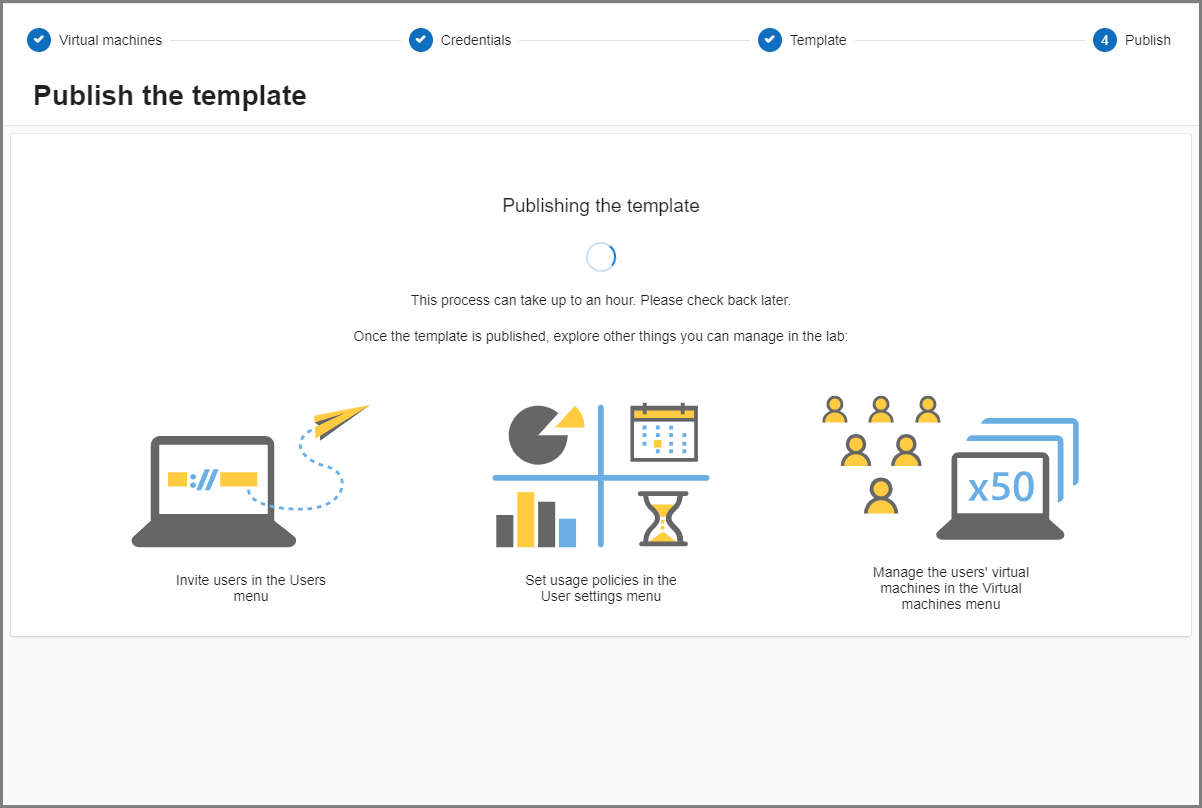 Virtual machines
Credentials
Template
4 Publish
Publish the template
Publishing the template
This process can take up to an hour. Please check back later.
Once the template is published, explore other things you can manage in the lab:
://
x50
Invite users in the Users
menu
Set usage policies in the
User settings menu
Manage the users' virtual
machines in the Virtual
machines menu